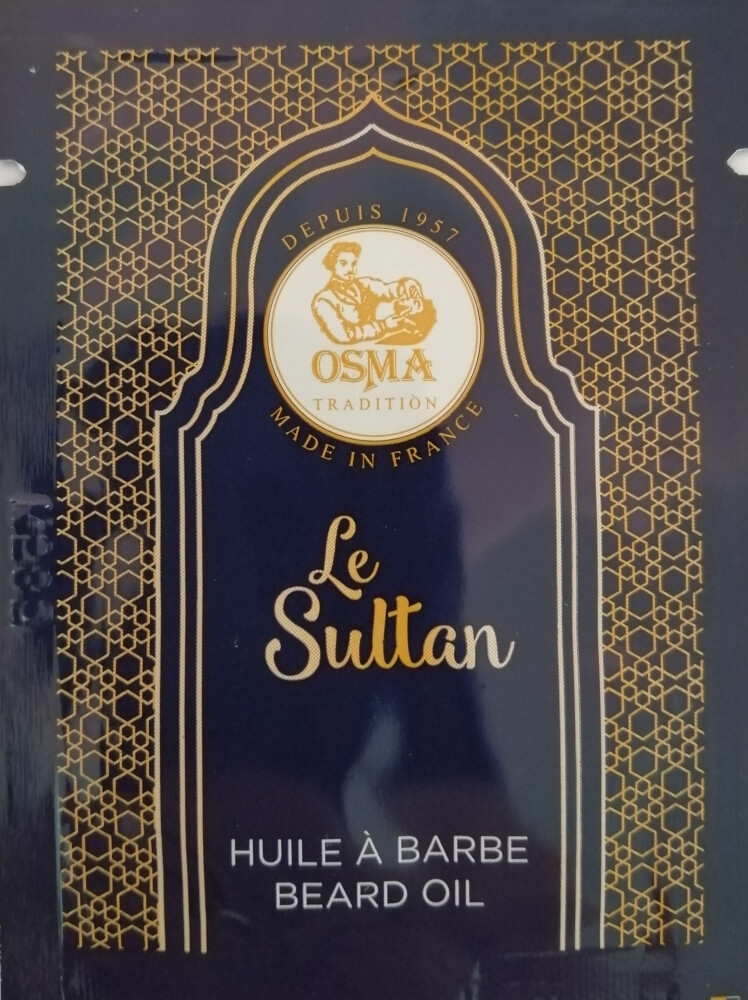 DEPUIS 1957
OSMA
TRADITIÒN
MADE IN FRANCE
Le
Sultan
HUILE À BARBE
BEARD OIL